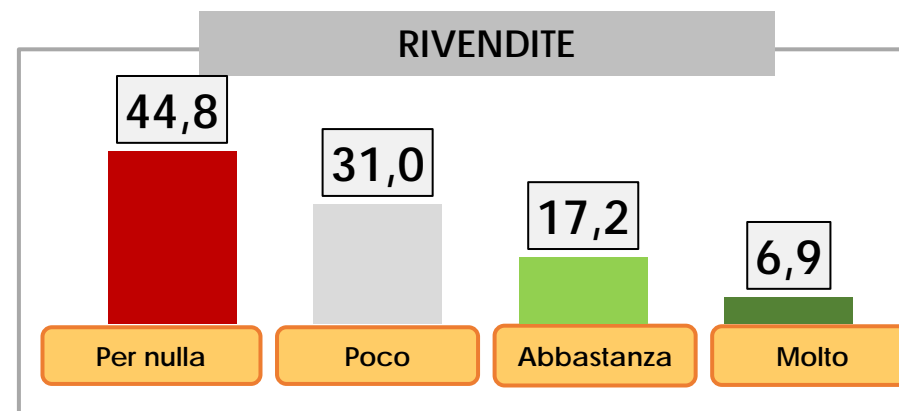 RIVENDITE
44,8
31,0
17,2
6,9
Per nulla
Poco
Abbastanza
Molto